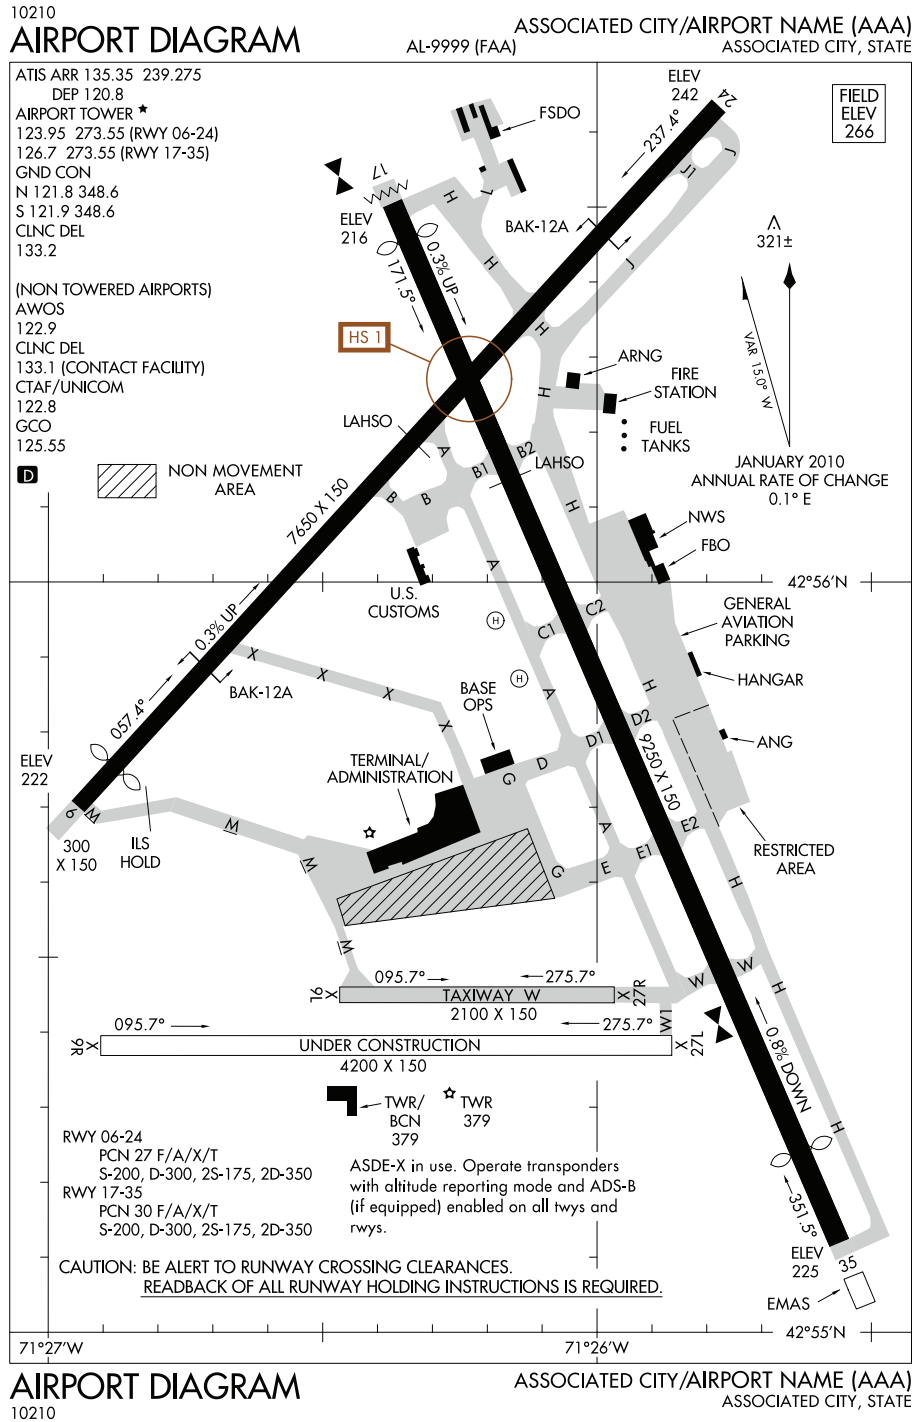 10210
AIRPORT DIAGRAM
AL-9999 (FAA)
ASSOCIATED CITY/AIRPORT NAME (AAA)
ASSOCIATED CITY, STATE
ATIS ARR 135.35 239.275
DEP 120.8
AIRPORT TOWER ★
123.95 273.55 (RWY 06-24)
126.7 273.55 (RWY 17-35)
GND CON
N 121.8 348.6
S 121.9 348.6
CLNC DEL
133.2
(NON TOWERED AIRPORTS)
AWOS
122.9
CLNC DEL
133.1 (CONTACT FACILITY)
CTAF/UNICOM
122.8
GCO
125.55
D
NON MOVEMENT
AREA
FIELD
ELEV
266
ELEV
242
24
237.4°
FSDO
17
ELEV
216
H
L
J1
J
BAK-12A
321±
0.3% UP
171.5°
H
J
VAR 15.0° W
HS 1
H
ARNG
FIRE
STATION
H
FUEL
TANKS
LAHSO
A
B2
B1
LAHSO
JANUARY 2010
ANNUAL RATE OF CHANGE
0.1° E
7650 X 150
B
B
H
NWS
FBO
A
U.S.
CUSTOMS
42°56'N
H
C2
C1
GENERAL
AVIATION
PARKING
0.3% UP
X
X
X
X
H
A
H
HANGAR
BAK-12A
057.4°
BASE
OPS
D2
D1
D
G
9250 X 150
ANG
ELEV
222
TERMINAL/
ADMINISTRATION
6
M
M
M
M
300
X 150
ILS
HOLD
A
E2
E1
E
G
RESTRICTED
AREA
H
W
W
H
095.7°
275.7°
9L
X
TAXIWAY W
X
27R
2100 X 150
W1
095.7°
275.7°
9R
X
UNDER CONSTRUCTION
X
27L
4200 X 150
0.8% DOWN
H
TWR/
BCN
379
TWR
379
RWY 06-24
PCN 27 F/A/X/T
S-200, D-300, 2S-175, 2D-350
RWY 17-35
PCN 30 F/A/X/T
S-200, D-300, 2S-175, 2D-350
ASDE-X in use. Operate transponders
with altitude reporting mode and ADS-B
(if equipped) enabled on all twys and
rwys.
351.5°
ELEV
225
35
EMAS
CAUTION: BE ALERT TO RUNWAY CROSSING CLEARANCES.
READBACK OF ALL RUNWAY HOLDING INSTRUCTIONS IS REQUIRED.
42°55'N
71°27'W
71°26'W
AIRPORT DIAGRAM
10210
ASSOCIATED CITY/AIRPORT NAME (AAA)
ASSOCIATED CITY, STATE